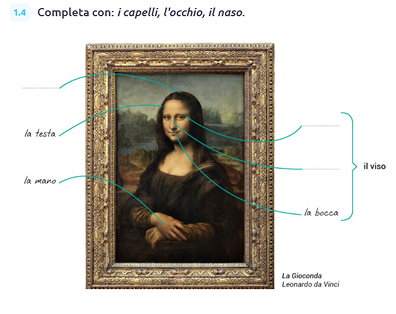 1.4 Completa con: i capelli, l'occhio, il naso.
la testa
la mano
il viso
la bocca
La Gioconda
Leonardo da Vinci